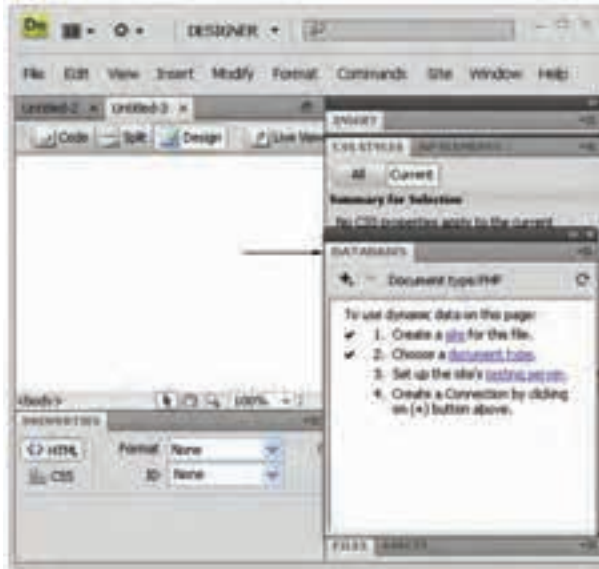 Dw DESIGNER
File Edit View Insert Modify Format Commands Site Window Help
Untitled-2 × Untitled-3 ×
Code Split Design Live View
INSERT
CSS STYLES AP ELEMENTS
All Current
Summary for Selection
No CSS properties apply to the current
DATABASES
Document type:PHP
To use dynamic data on this page:
✔ 1. Create a site for this file.
✔ 2. Choose a document type.
3. Set up the site's testing server.
4. Create a Connection by clicking
on (+) button above.
<body> 100%
PROPERTIES
<> HTML Format None
CSS ID None
FILES ASSETS